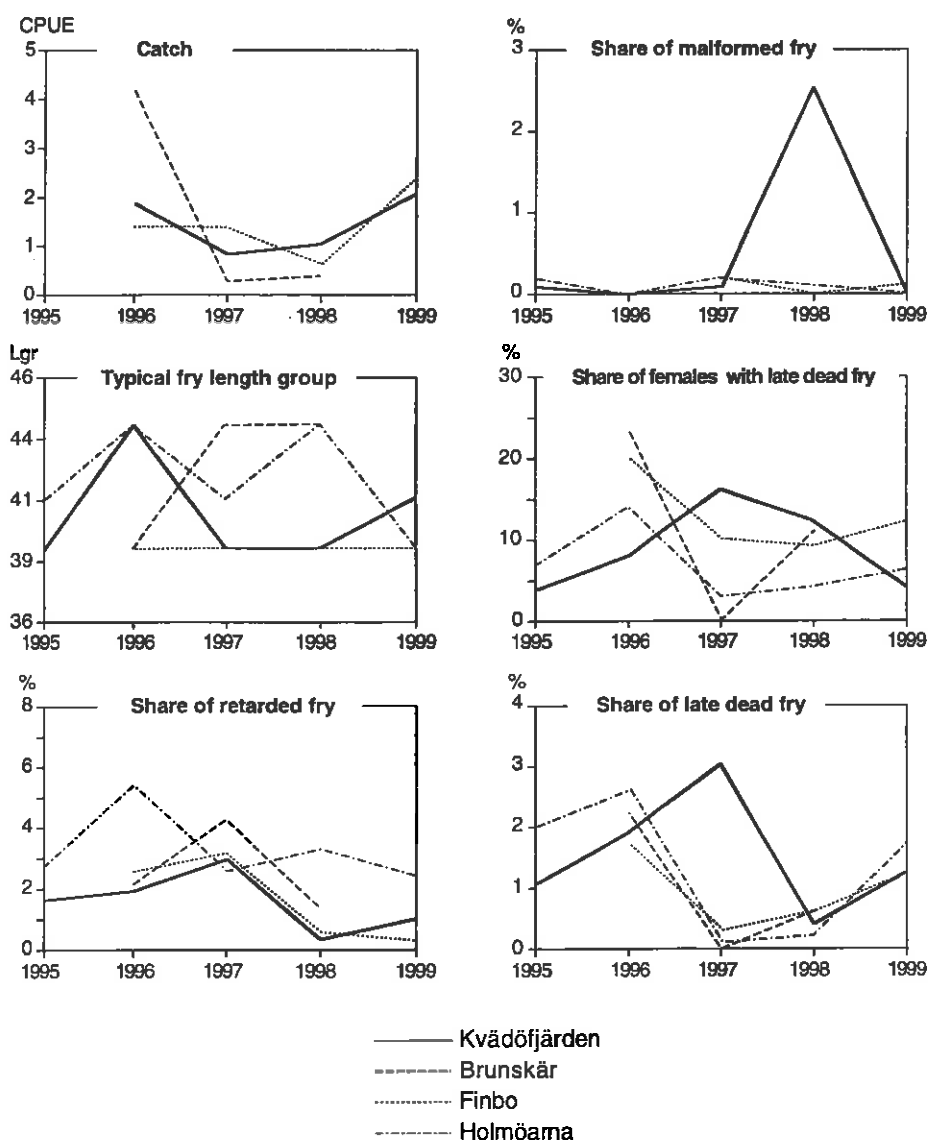 CPUE
Catch
5
4
3
2
1
0
1995 1996 1997 1998 1999
%
Share of malformed fry
3
2
1
0
1995 1996 1997 1998 1999
Lgr
Typical fry length group
46
44
41
39
36
1995 1996 1997 1998 1999
%
Share of females with late dead fry
30
20
10
0
1995 1996 1997 1998 1999
%
Share of retarded fry
8
6
4
2
0
1995 1996 1997 1998 1999
%
Share of late dead fry
4
3
2
1
0
1995 1996 1997 1998 1999
Kvädöfjärden
Brunskär
Finbo
Holmöarna